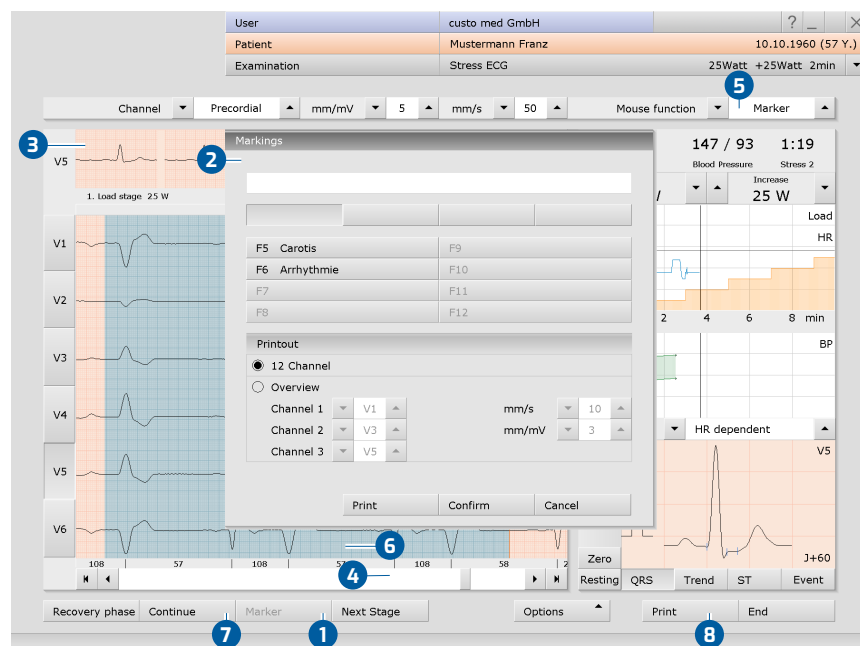 User custo med GmbH ? _ ×
Patient Mustermann Franz 10.10.1960 (57 Y.)
Examination Stress ECG 25Watt +25Watt 2min
5
Channel Precordial mm/mV 5 mm/s 50 Mouse function Marker
3
V5
1. Load stage 25 W
2
Markings
147 / 93 1:19
Blood Pressure Stress 2
Increase
25 W
Load
HR
2 4 6 8 min
BP
HR dependent
V5
J+60
V1
V2
V3
V4
V5
V6
F5 Carotis F9
F6 Arrhythmie F10
F7 F11
F8 F12
Printout
12 Channel
Overview
Channel 1 V1 mm/s 10
Channel 2 V3 mm/mV 3
Channel 3 V5
Print Confirm Cancel
6
108 57 108 57 108 58
4
Zero
Resting QRS Trend ST Event
Recovery phase Continue Marker Next Stage Options Print End
7 1 8